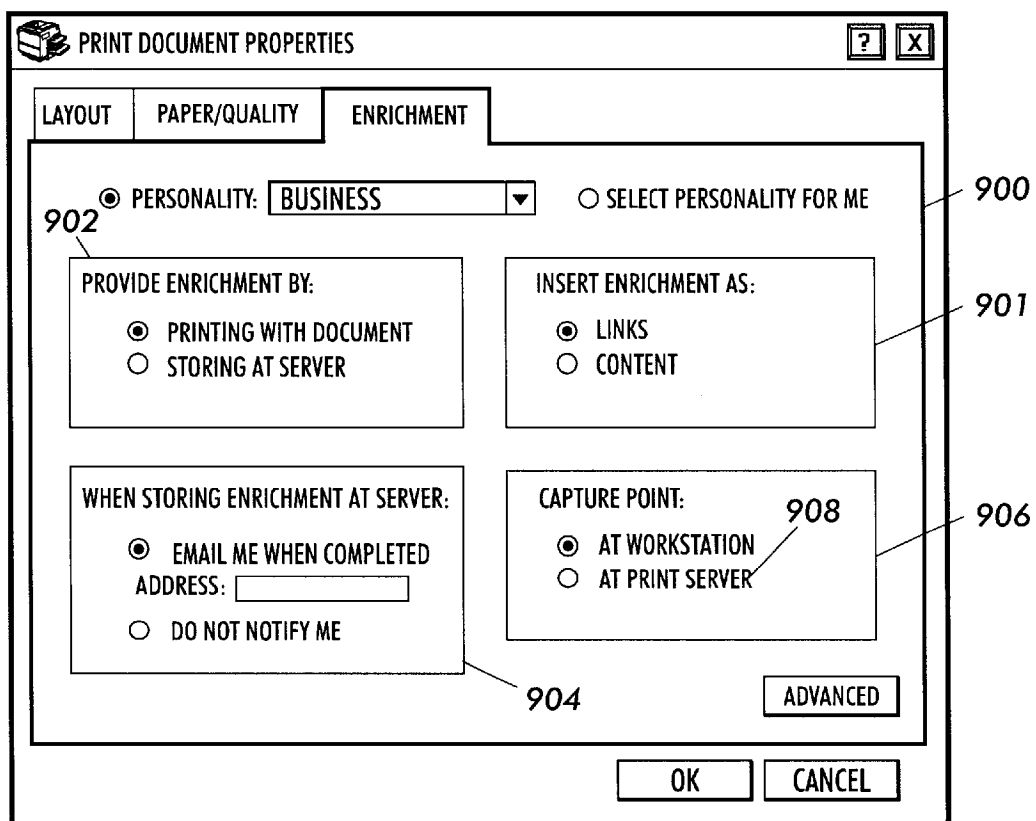 PRINT DOCUMENT PROPERTIES ? X
LAYOUT PAPER/QUALITY ENRICHMENT
PERSONALITY: BUSINESS SELECT PERSONALITY FOR ME
900
902
PROVIDE ENRICHMENT BY:
PRINTING WITH DOCUMENT
STORING AT SERVER
INSERT ENRICHMENT AS:
LINKS
CONTENT
901
WHEN STORING ENRICHMENT AT SERVER:
EMAIL ME WHEN COMPLETED
ADDRESS:
DO NOT NOTIFY ME
904
CAPTURE POINT:
908
AT WORKSTATION
AT PRINT SERVER
906
ADVANCED
OK CANCEL